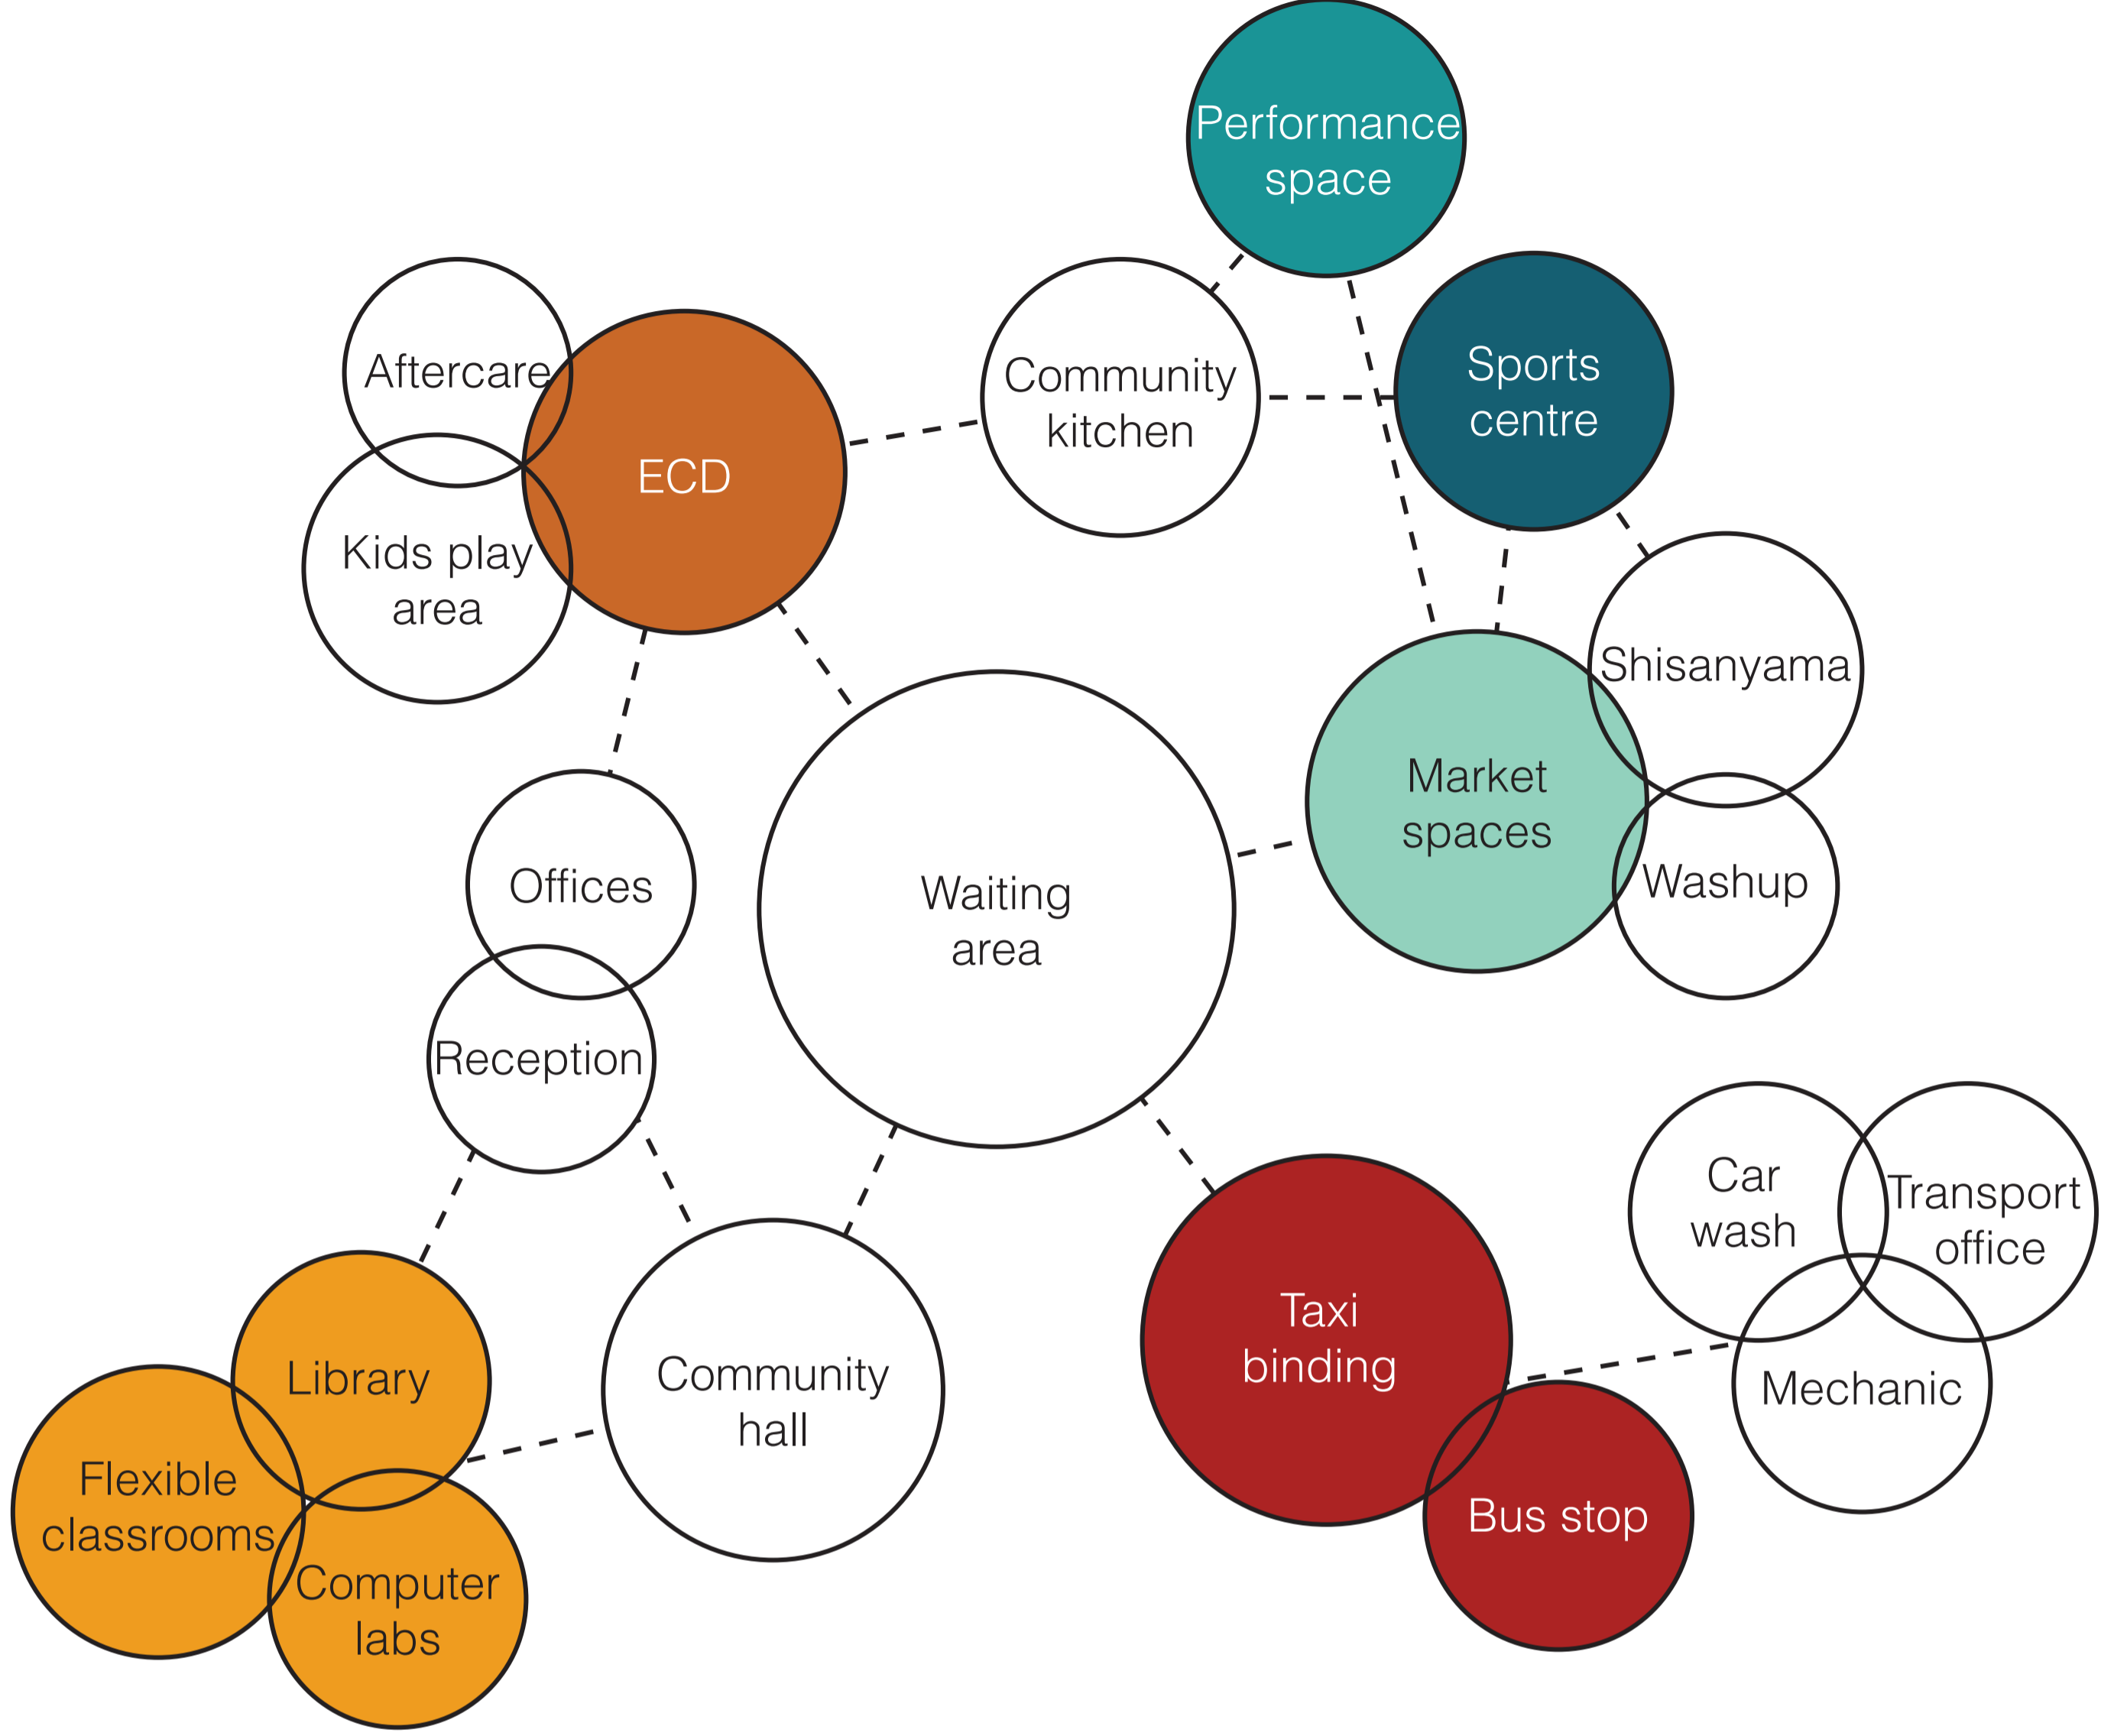 Performance
space
Sports
centre
Community
kitchen
Aftercare
ECD
Kids play
area
Shisanyama
Market
spaces
Washup
Offices
Waiting
area
Reception
Car
wash
Transport
office
Mechanic
Taxi
binding
Bus stop
Community
hall
Library
Flexible
classrooms
Computer
labs